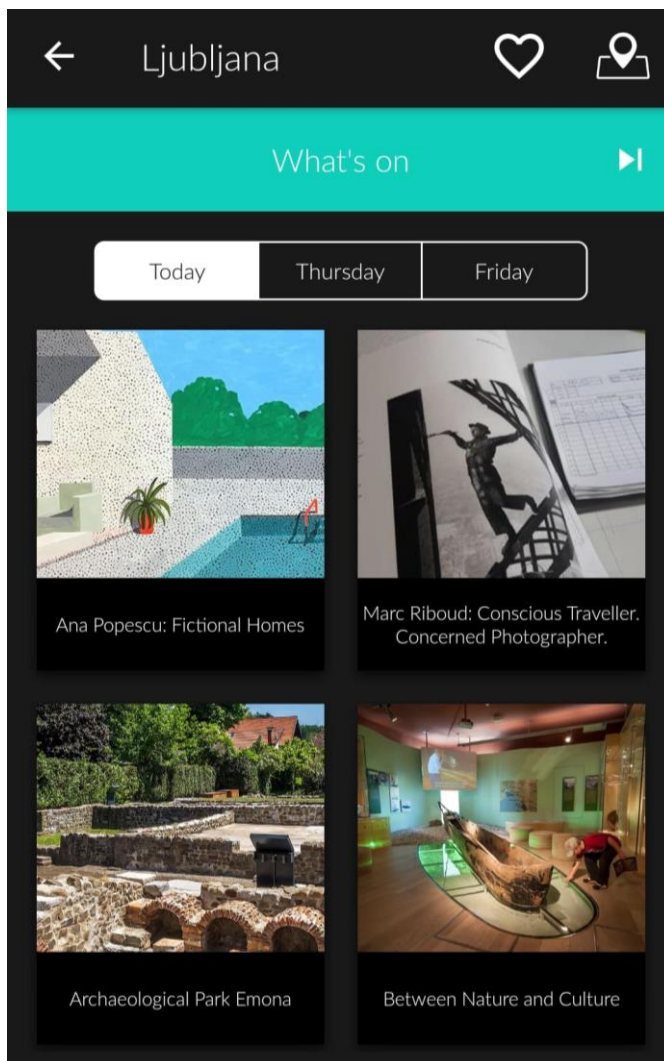 Ljubljana
What's on
Today
Thursday
Friday
Ana Popescu: Fictional Homes
Marc Riboud: Conscious Traveller.
Concerned Photographer.
Archaeological Park Emona
Between Nature and Culture